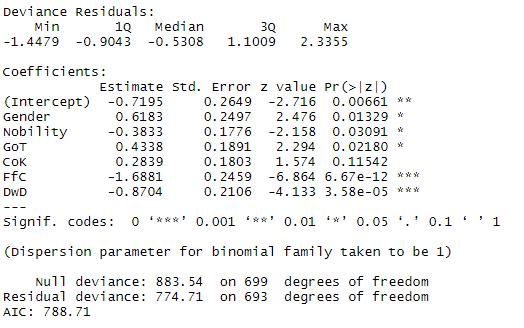 Deviance Residuals:
Min 1Q Median 3Q Max
-1.4479 -0.9043 -0.5308 1.1009 2.3355
Coefficients:
Estimate Std. Error z value Pr(>|z|)
(Intercept) -0.7195 0.2649 -2.716 0.00661 **
Gender 0.6183 0.2497 2.476 0.01329 *
Nobility -0.3833 0.1776 -2.158 0.03091 *
GoT 0.4338 0.1891 2.294 0.02180 *
CoK 0.2839 0.1803 1.574 0.11542
FfC -1.6881 0.2459 -6.864 6.67e-12 ***
DwD -0.8704 0.2106 -4.133 3.58e-05 ***
---
Signif. codes: 0 ‘***’ 0.001 ‘**’ 0.01 ‘*’ 0.05 ‘.’ 0.1 ‘ ’ 1
(Dispersion parameter for binomial family taken to be 1)
Null deviance: 883.54 on 699 degrees of freedom
Residual deviance: 774.71 on 693 degrees of freedom
AIC: 788.71